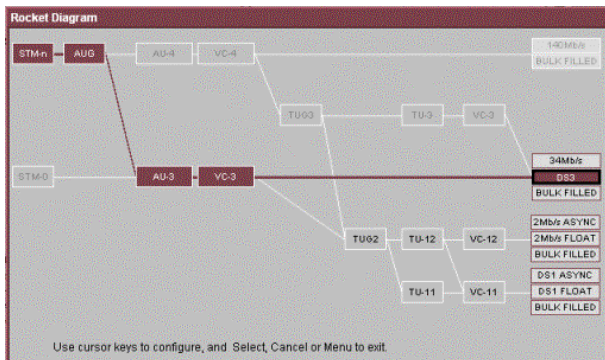 Rocket Diagram
STM-n AUG AU-4 VC-4 140Mb/s
BULK FILLED
TUG3 TU-3 VC-3
34Mb/s
STM-0 AU-3 VC-3 DS3
BULK FILLED
2Mb/s ASYNC
TUG2 TU-12 VC-12 2Mb/s FLOAT
BULK FILLED
DS1 ASYNC
TU-11 VC-11 DS1 FLOAT
BULK FILLED
Use cursor keys to configure, and Select, Cancel or Menu to exit.